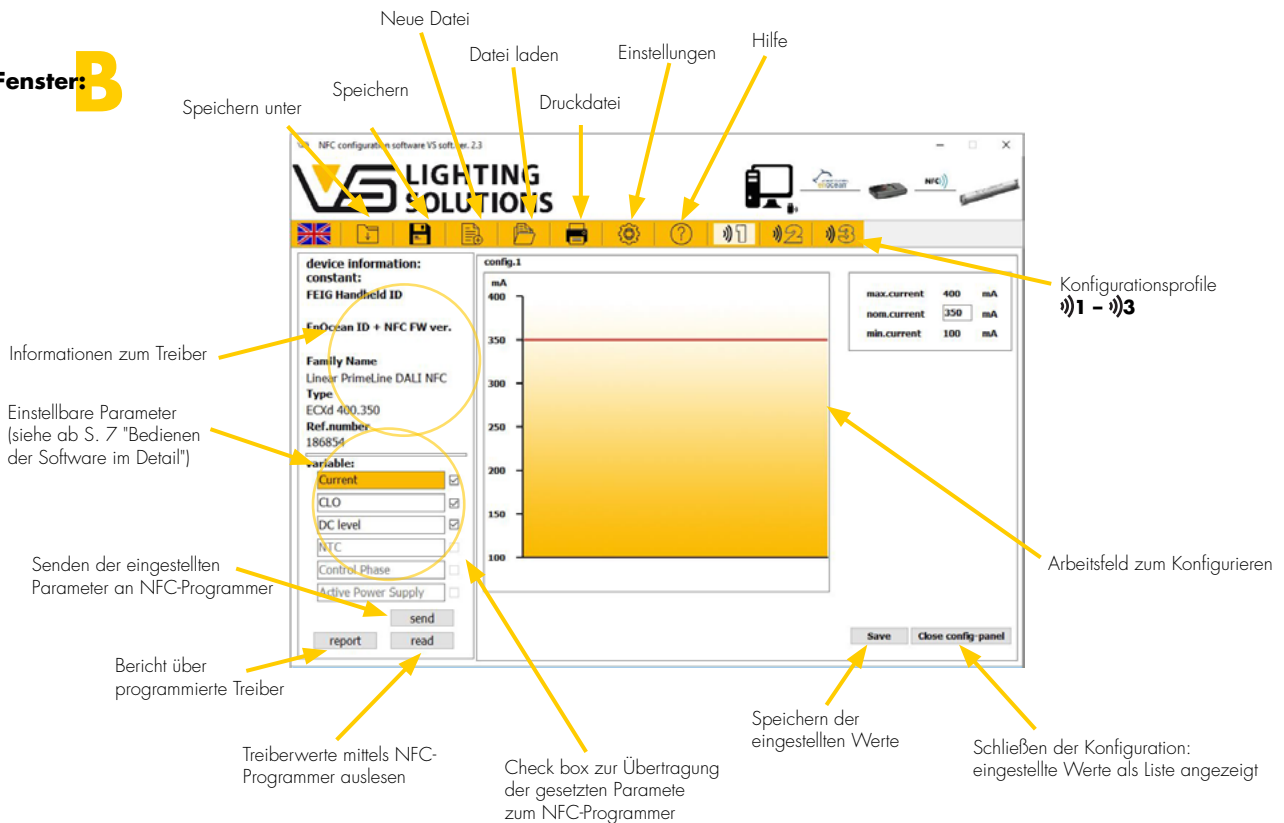 Neue Datei
Datei laden
Einstellungen
Hilfe
Fenster:
B
Speichern unter
Speichern
Druckdatei
NFC configuration software VS soft.ver. 2.3
VS LIGHTING
SOLUTIONS
enocean
NFC
1
2
3
Konfigurationsprofile
1 – 3
device information:
constant:
FEIG Handheld ID
EnOcean ID + NFC FW ver.
Family Name
Linear PrimeLine DALI NFC
Type
ECXd 400.350
Ref.number
186854
variable:
Current
CLO
DC level
NTC
Control Phase
Active Power Supply
send
report
read
config.1
mA
400
350
300
250
200
150
100
max.current 400 mA
nom.current 350 mA
min.current 100 mA
Save
Close config-panel
Informationen zum Treiber
Einstellbare Parameter
(siehe ab S. 7 "Bedienen
der Software im Detail")
Senden der eingestellten
Parameter an NFC-Programmer
Bericht über
programmierte Treiber
Treiberwerte mittels NFC-
Programmer auslesen
Check box zur Übertragung
der gesetzten Paramete
zum NFC-Programmer
Speichern der
eingestellten Werte
Schließen der Konfiguration:
eingestellte Werte als Liste angezeigt
Arbeitsfeld zum Konfigurieren